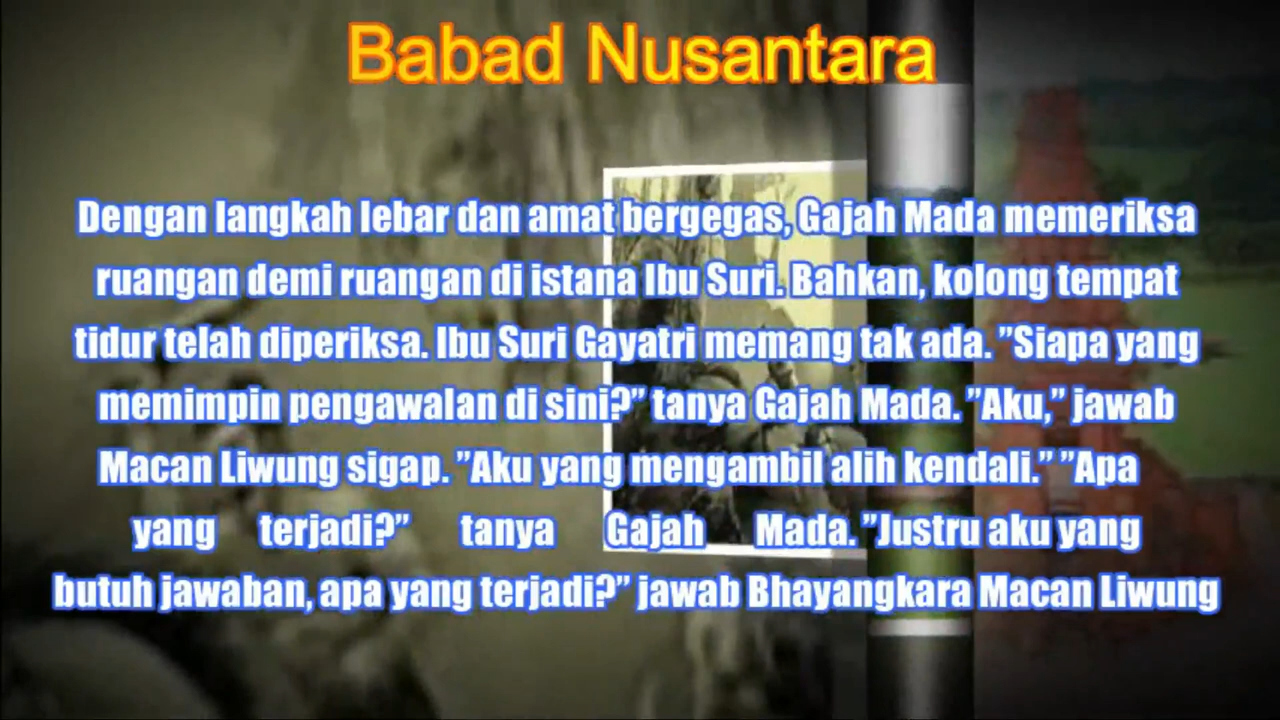 Babad Nusantara
Dengan langkah lebar dan amat bergegas, Gajah Mada memeriksa
ruangan demi ruangan di istana Ibu Suri. Bahkan, kolong tempat
tidur telah diperiksa. Ibu Suri Gayatri memang tak ada. ”Siapa yang
memimpin pengawalan di sini?” tanya Gajah Mada. ”Aku,” jawab
Macan Liwung sigap. ”Aku yang mengambil alih kendali.” ”Apa
yang terjadi?” tanya Gajah Mada. ”Justru aku yang
butuh jawaban, apa yang terjadi?” jawab Bhayangkara Macan Liwung